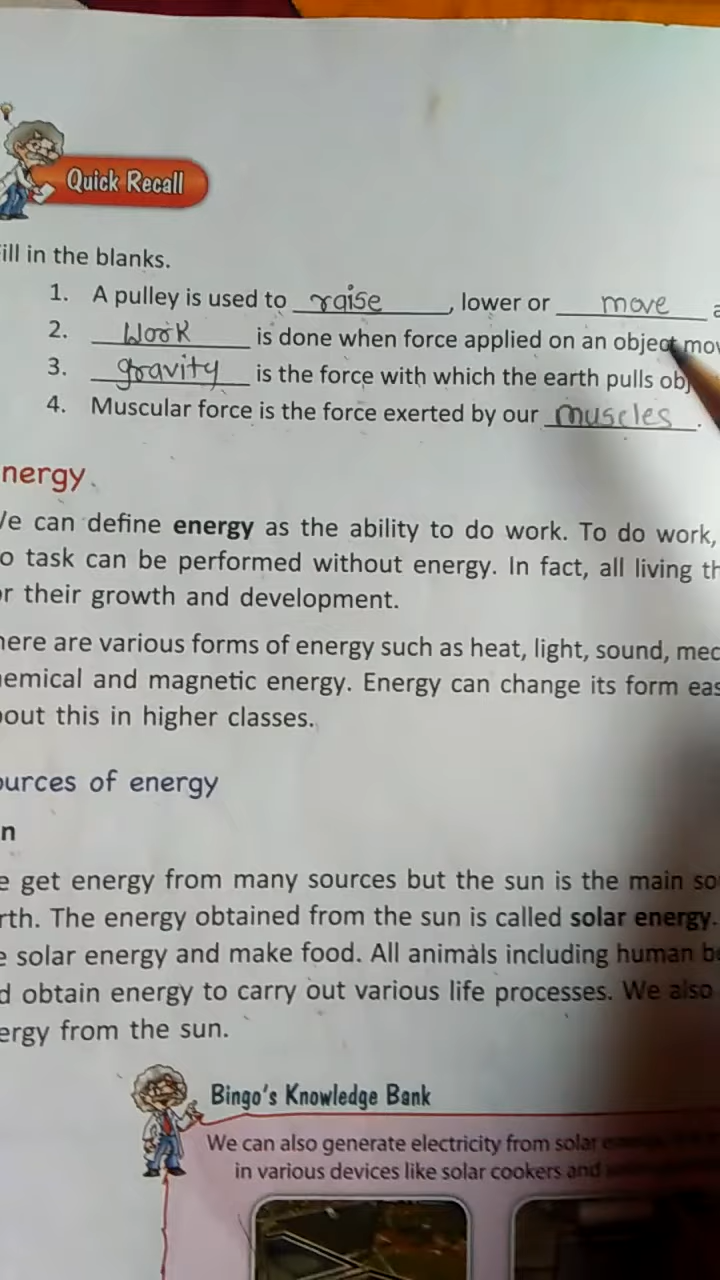 Quick Recall
ill in the blanks.
1. A pulley is used to raise, lower or move a
2. Work is done when force applied on an object mov
3. gravity is the force with which the earth pulls obj
4. Muscular force is the force exerted by our muscles.
nergy
e can define energy as the ability to do work. To do work,
o task can be performed without energy. In fact, all living th
r their growth and development.
here are various forms of energy such as heat, light, sound, mec
emical and magnetic energy. Energy can change its form eas
out this in higher classes.
ources of energy
n
e get energy from many sources but the sun is the main so
rth. The energy obtained from the sun is called solar energy.
e solar energy and make food. All animals including human be
d obtain energy to carry out various life processes. We also
ergy from the sun.
Bingo's Knowledge Bank
We can also generate electricity from solar
in various devices like solar cookers and